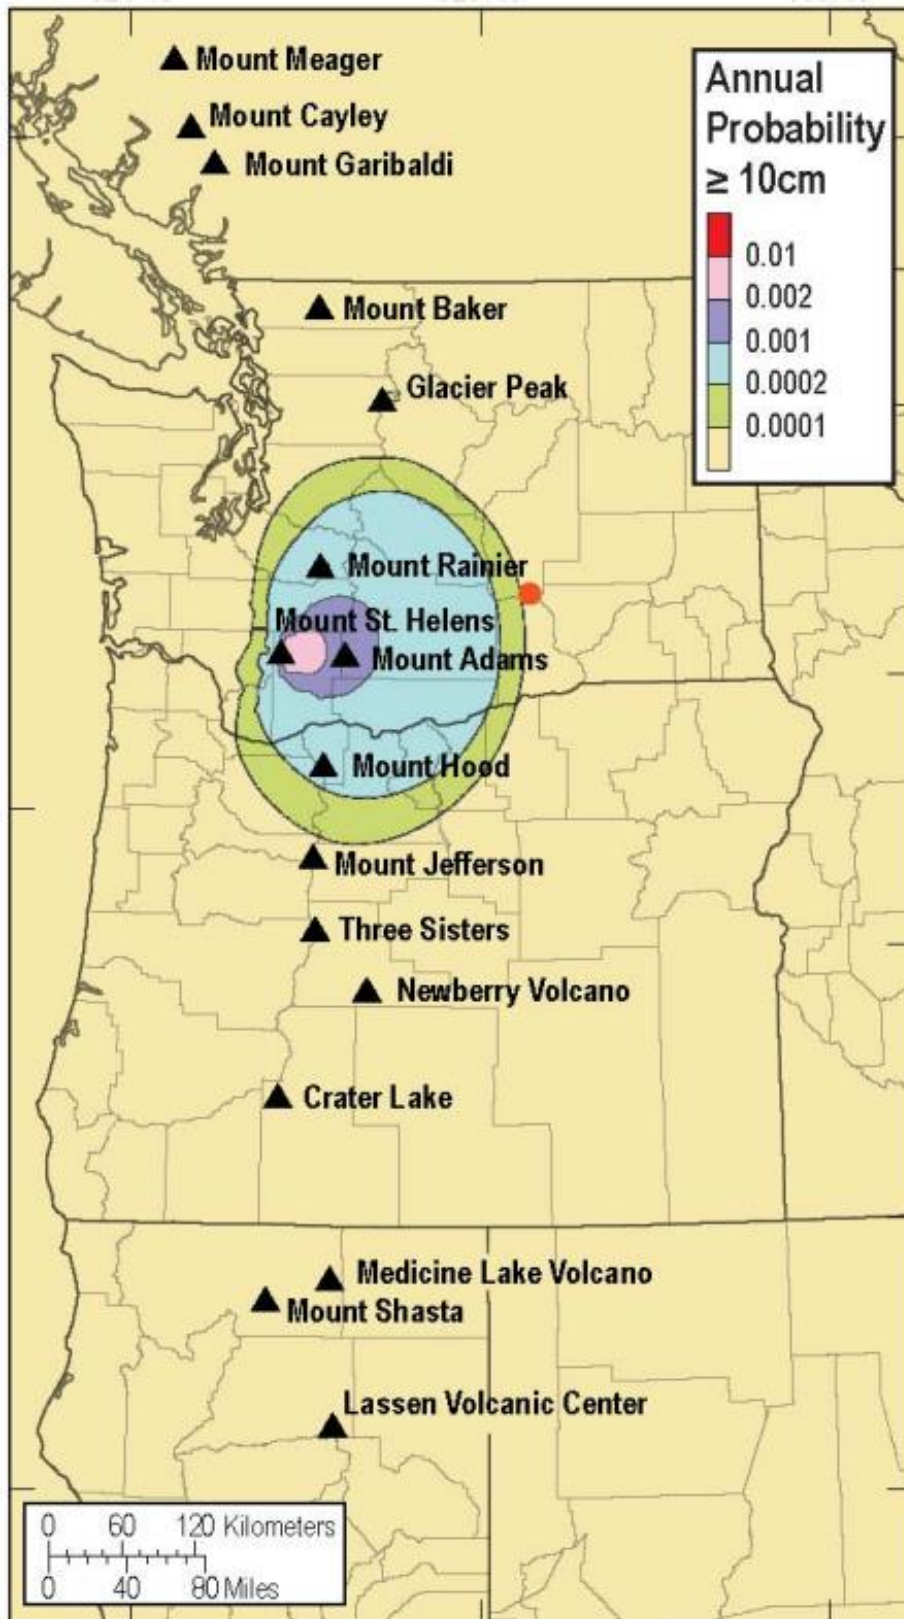 Mount Meager
Mount Cayley
Mount Garibaldi
Annual
Probability
≥ 10cm
0.01
0.002
0.001
0.0002
0.0001
Mount Baker
Glacier Peak
Mount Rainier
Mount St. Helens
Mount Adams
Mount Hood
Mount Jefferson
Three Sisters
Newberry Volcano
Crater Lake
Medicine Lake Volcano
Mount Shasta
Lassen Volcanic Center
0 60 120 Kilometers
0 40 80 Miles